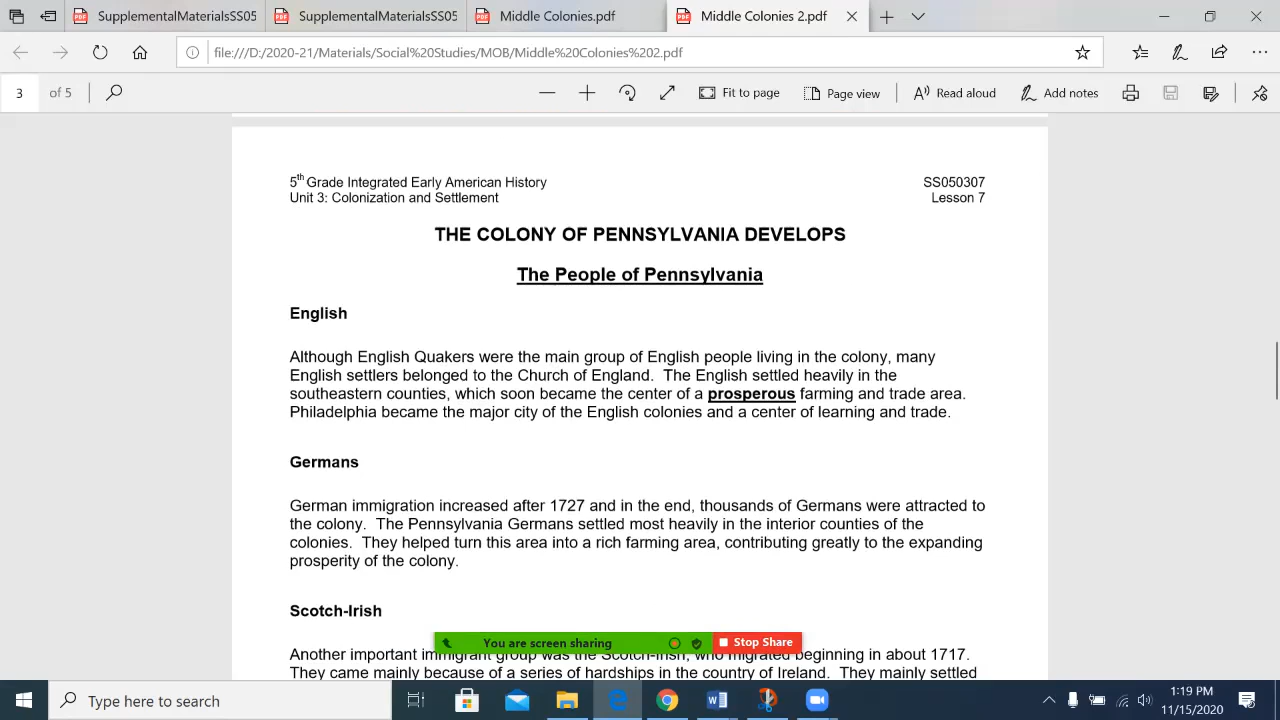 SupplementalMaterialsSS05
SupplementalMaterialsSS05
Middle Colonies.pdf
Middle Colonies 2.pdf
file:///D:/2020-21/Materials/Social%20Studies/MOB/Middle%20Colonies%202.pdf
3 of 5
Fit to page
Page view
Read aloud
Add notes
5th Grade Integrated Early American History SS050307
Unit 3: Colonization and Settlement Lesson 7
THE COLONY OF PENNSYLVANIA DEVELOPS
The People of Pennsylvania
English
Although English Quakers were the main group of English people living in the colony, many
English settlers belonged to the Church of England. The English settled heavily in the
southeastern counties, which soon became the center of a prosperous farming and trade area.
Philadelphia became the major city of the English colonies and a center of learning and trade.
Germans
German immigration increased after 1727 and in the end, thousands of Germans were attracted to
the colony. The Pennsylvania Germans settled most heavily in the interior counties of the
colonies. They helped turn this area into a rich farming area, contributing greatly to the expanding
prosperity of the colony.
Scotch-Irish
You are screen sharing Stop Share
Another important immigrant group was the Scotch-Irish, who migrated beginning in about 1717.
They came mainly because of a series of hardships in the country of Ireland. They mainly settled
Type here to search
1:19 PM
11/15/2020